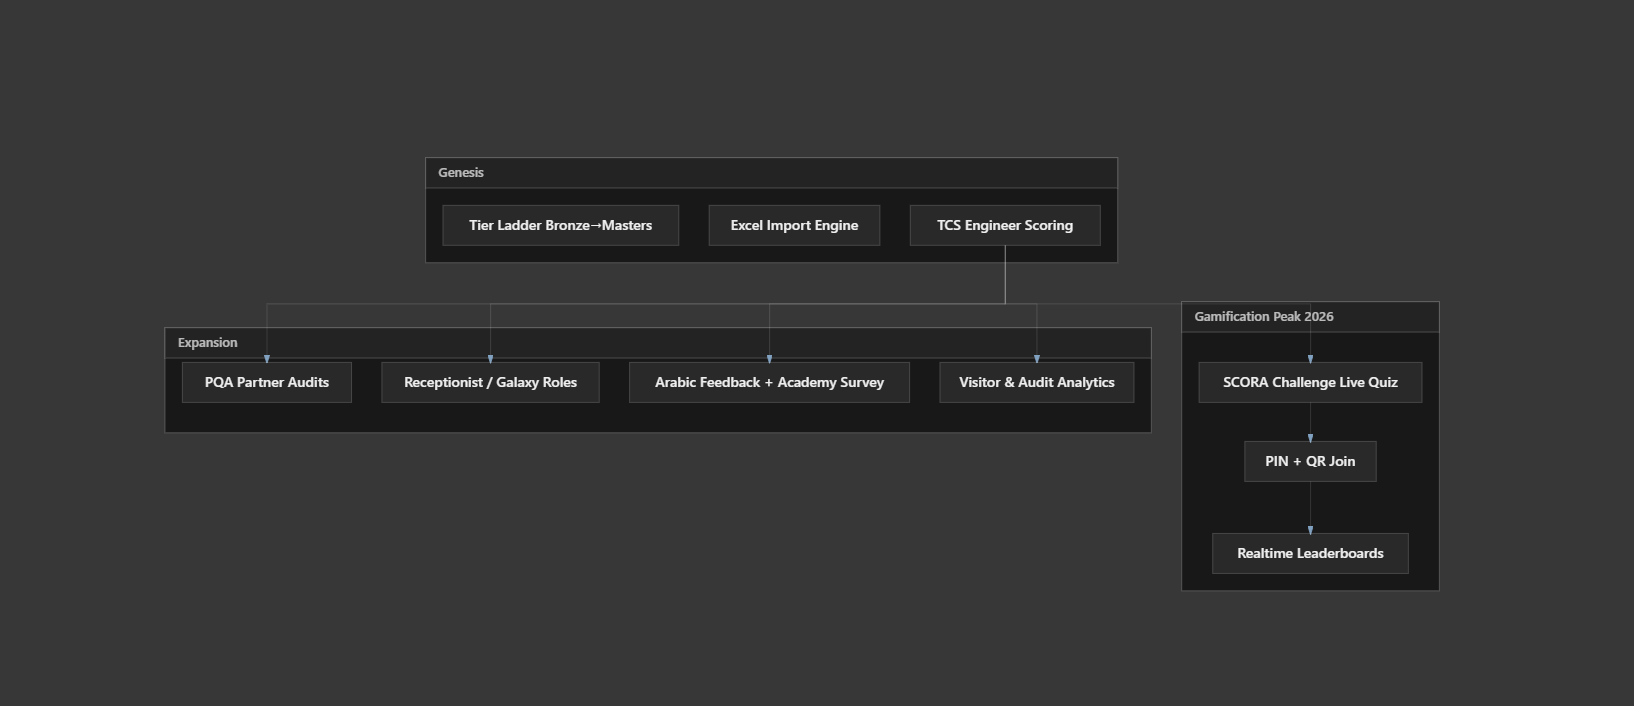 Genesis
Tier Ladder Bronze→Masters
Excel Import Engine
TCS Engineer Scoring
Expansion
PQA Partner Audits
Receptionist / Galaxy Roles
Arabic Feedback + Academy Survey
Visitor & Audit Analytics
Gamification Peak 2026
SCORA Challenge Live Quiz
PIN + QR Join
Realtime Leaderboards